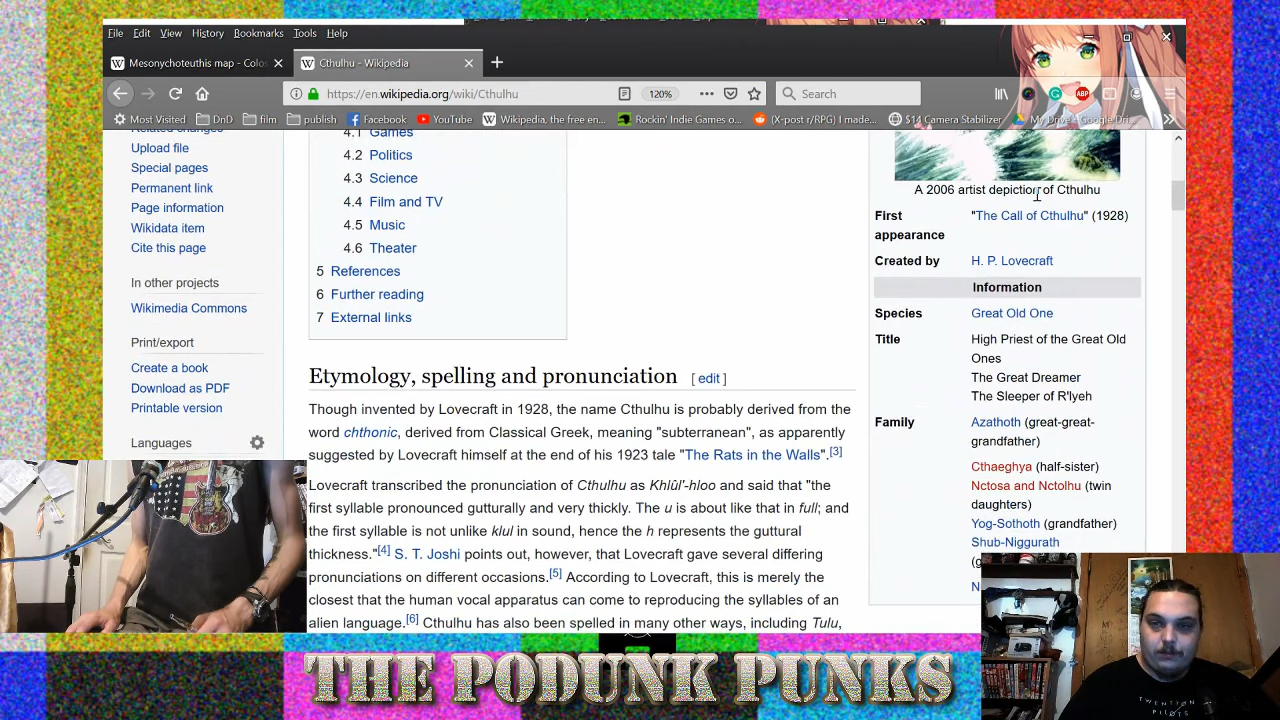 File Edit View History Bookmarks Tools Help
Mesonychoteuthis map - Colos
Cthulhu - Wikipedia
https://en.wikipedia.org/wiki/Cthulhu
120%
Search
ABP
Most Visited DnD film publish Facebook YouTube Wikipedia, the free en... Rockin' Indie Games o... (X-post r/RPG) I made... $14 Camera Stabilizer My Drive - Google Dri...
Related changes
Upload file
Special pages
Permanent link
Page information
Wikidata item
Cite this page
In other projects
Wikimedia Commons
Print/export
Create a book
Download as PDF
Printable version
Languages
4.1 Games
4.2 Politics
4.3 Science
4.4 Film and TV
4.5 Music
4.6 Theater
5 References
6 Further reading
7 External links
Etymology, spelling and pronunciation [ edit ]
Though invented by Lovecraft in 1928, the name Cthulhu is probably derived from the
word chthonic, derived from Classical Greek, meaning "subterranean", as apparently
suggested by Lovecraft himself at the end of his 1923 tale "The Rats in the Walls".[3]
Lovecraft transcribed the pronunciation of Cthulhu as Khlûl′-hloo and said that "the
first syllable pronounced gutturally and very thickly. The u is about like that in full; and
the first syllable is not unlike klul in sound, hence the h represents the guttural
thickness."[4] S. T. Joshi points out, however, that Lovecraft gave several differing
pronunciations on different occasions.[5] According to Lovecraft, this is merely the
closest that the human vocal apparatus can come to reproducing the syllables of an
alien language.[6] Cthulhu has also been spelled in many other ways, including Tulu,
A 2006 artist depiction of Cthulhu
First appearance "The Call of Cthulhu" (1928)
Created by H. P. Lovecraft
Information
Species Great Old One
Title High Priest of the Great Old
Ones
The Great Dreamer
The Sleeper of R'lyeh
Family Azathoth (great-great-
grandfather)
Cthaeghya (half-sister)
Nctosa and Nctolhu (twin
daughters)
Yog-Sothoth (grandfather)
Shub-Niggurath
THE PODUNK PUNKS
TWENTY ONE
PILOTS